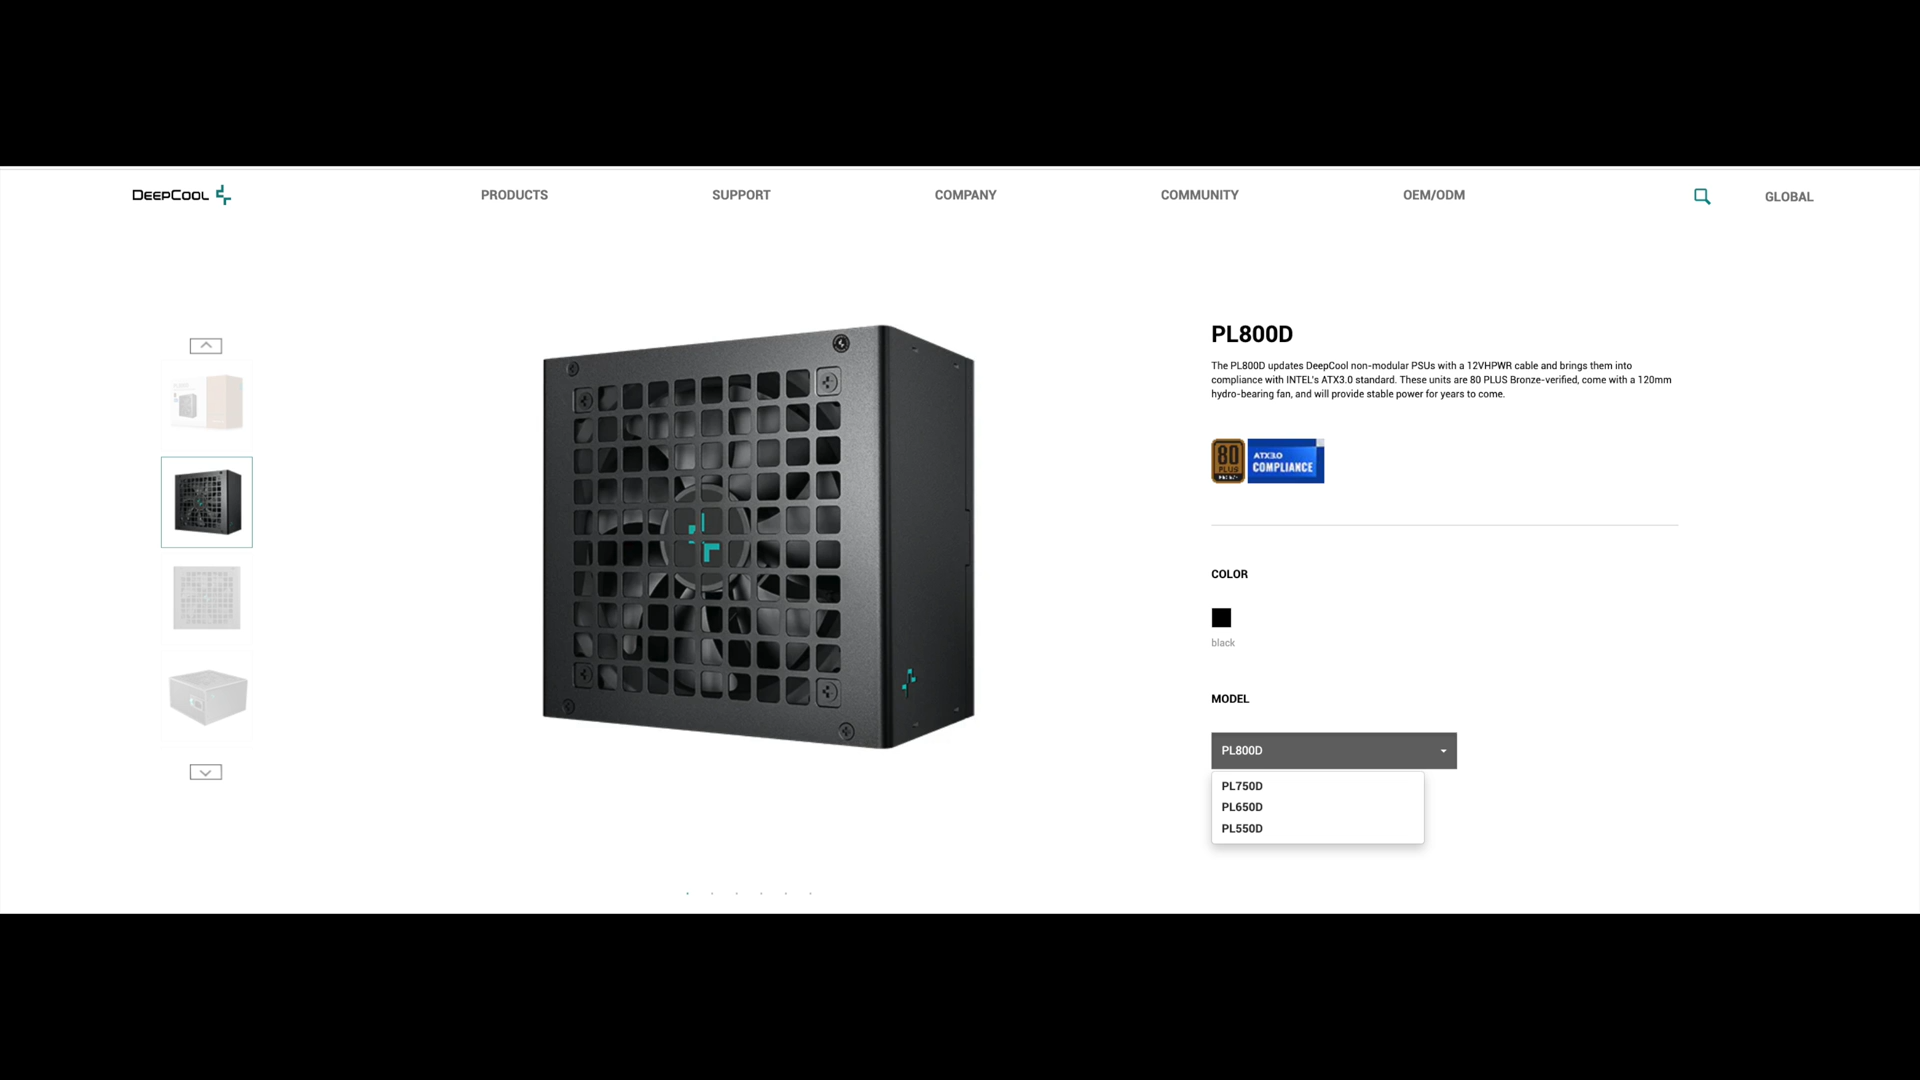 DEEPCOOL
PRODUCTS
SUPPORT
COMPANY
COMMUNITY
OEM/ODM
GLOBAL
PL800D
The PL800D updates DeepCool non-modular PSUs with a 12VHPWR cable and brings them into
compliance with INTEL's ATX3.0 standard. These units are 80 PLUS Bronze-verified, come with a 120mm
hydro-bearing fan, and will provide stable power for years to come.
80
PLUS
ATX3.0
COMPLIANCE
COLOR
black
MODEL
PL800D
PL750D
PL650D
PL550D